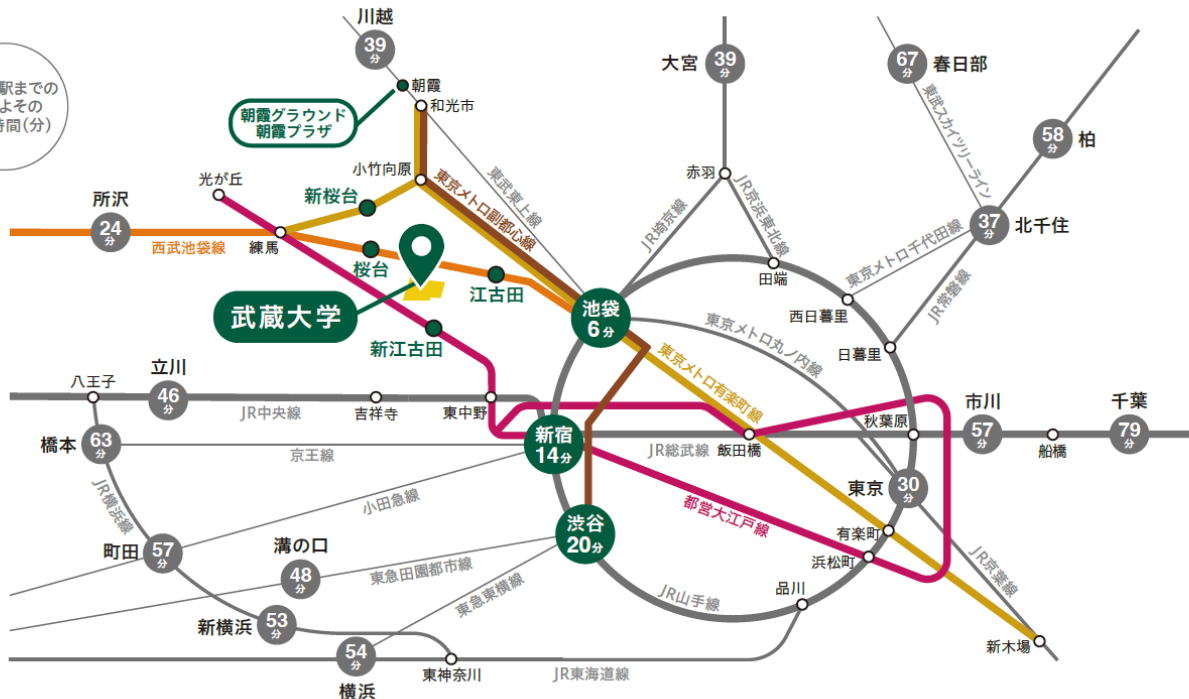 駅までの
よその
時間(分)
川越
39
分
朝霞
和光市
朝霞グラウンド
朝霞プラザ
光が丘
小竹向原
新桜台
所沢
24
分
西武池袋線
練馬
桜台
江古田
武蔵大学
新江古田
東京メトロ副都心線
東武東上線
大宮
39
分
赤羽
JR埼京線
JR京浜東北線
田端
67
分
春日部
東武スカイツリーライン
58
分
柏
37
分
北千住
東京メトロ千代田線
JR常磐線
西日暮里
日暮里
池袋
6分
東京メトロ丸ノ内線
東京メトロ有楽町線
八王子
立川
46
分
JR中央線
吉祥寺
東中野
橋本
63
分
京王線
新宿
14分
JR総武線
飯田橋
秋葉原
市川
57
分
船橋
千葉
79
分
JR横浜線
小田急線
都営大江戸線
東京
30
分
町田
57
分
溝の口
48
分
東急田園都市線
渋谷
20分
有楽町
浜松町
JR京葉線
新横浜
53
分
東急東横線
JR山手線
品川
新木場
54
分
横浜
東神奈川
JR東海道線